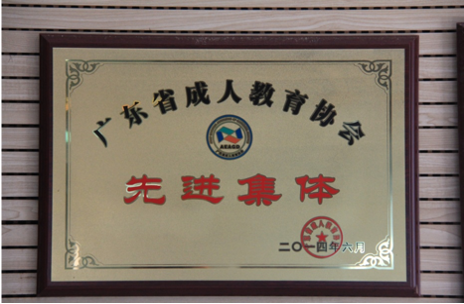 广东省成人教育协会
先进集体
二〇一四年六月